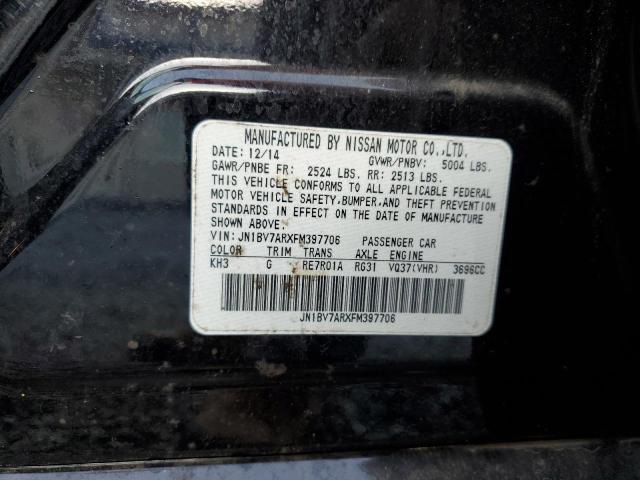 MANUFACTURED BY NISSAN MOTOR CO.,LTD.
DATE: 12/14 GVWR/PNBV: 5004 LBS.
GAWR/PNBE FR: 2524 LBS. RR: 2513 LBS.
THIS VEHICLE CONFORMS TO ALL APPLICABLE FEDERAL
MOTOR VEHICLE SAFETY,BUMPER,AND THEFT PREVENTION
STANDARDS IN EFFECT ON THE DATE OF MANUFACTURE
SHOWN ABOVE.
VIN: JN1BV7ARXFM397706 PASSENGER CAR
COLOR TRIM TRANS AXLE ENGINE
KH3 G RE7R01A RG31 VQ37(VHR) 3696CC
JN1BV7ARXFM397706